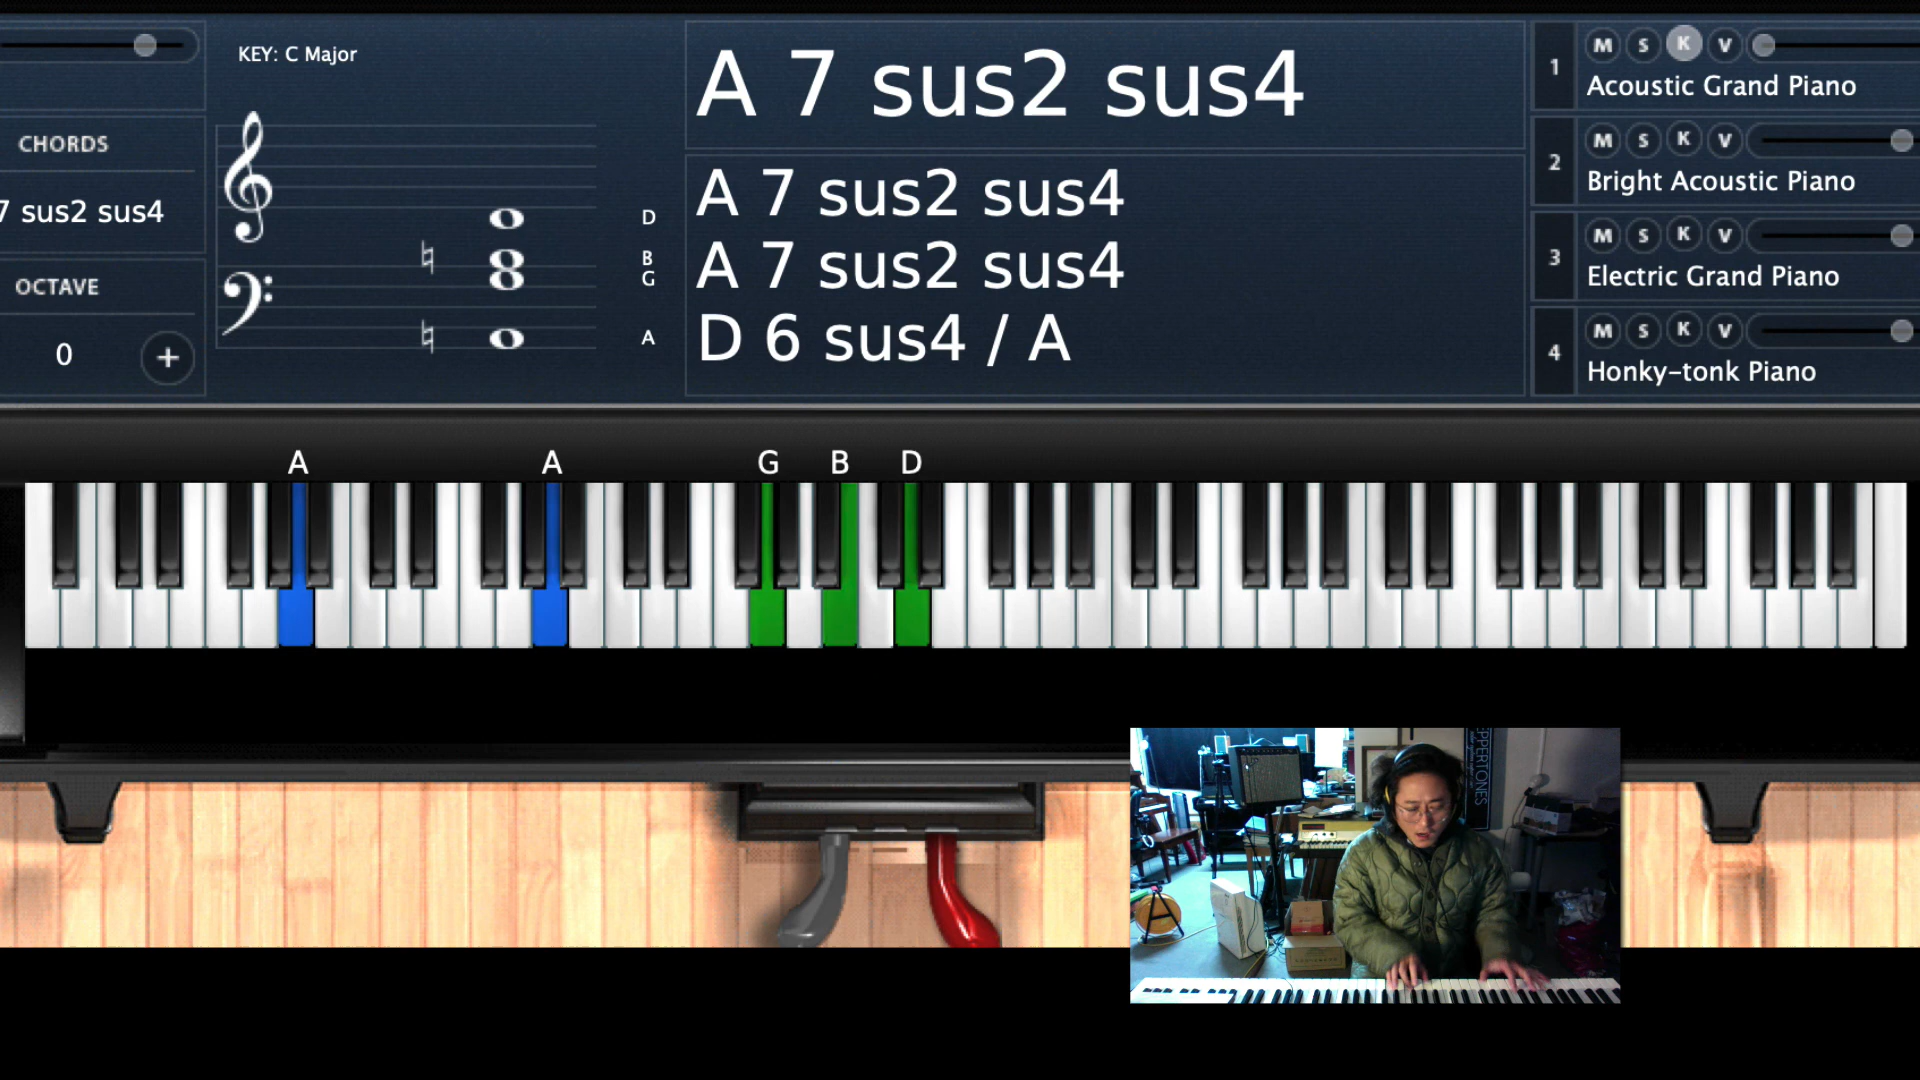 KEY: C Major
CHORDS
7 sus2 sus4
OCTAVE
0
+
D
B
G
A
A 7 sus2 sus4
A 7 sus2 sus4
A 7 sus2 sus4
D 6 sus4 / A
1
M S K V
Acoustic Grand Piano
2
M S K V
Bright Acoustic Piano
3
M S K V
Electric Grand Piano
4
M S K V
Honky-tonk Piano
A A G B D
EPPERTONES